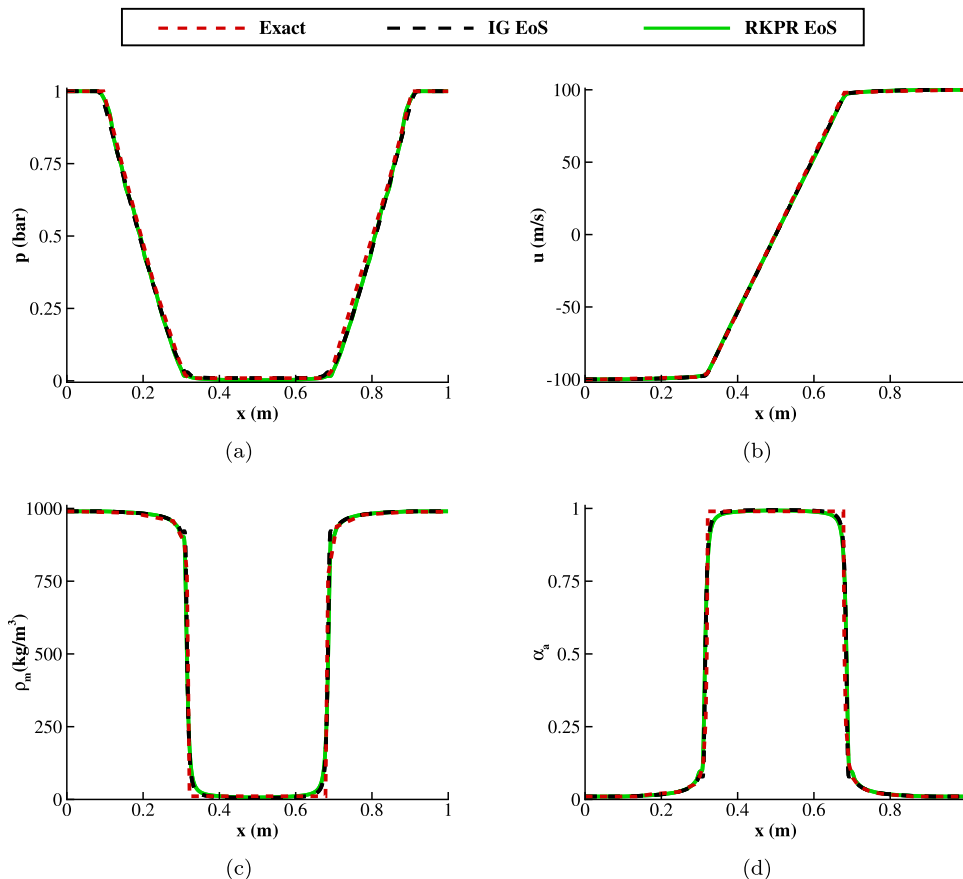 Exact IG EoS RKPR EoS
p (bar)
1
0.75
0.5
0.25
0
0 0.2 0.4 0.6 0.8 1
x (m)
(a)
u (m/s)
100
50
0
-50
-100
0 0.2 0.4 0.6 0.8
x (m)
(b)
ρm(kg/m³)
1000
750
500
250
0
0 0.2 0.4 0.6 0.8 1
x (m)
(c)
αa
1
0.75
0.5
0.25
0
0 0.2 0.4 0.6 0.8
x (m)
(d)